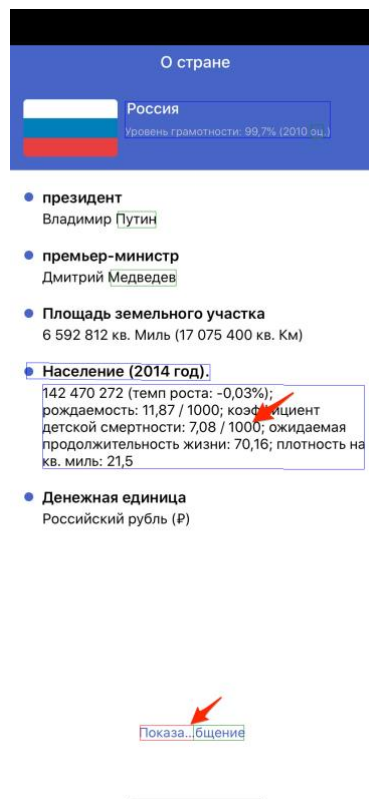 О стране
Россия
Уровень грамотности: 99,7% (2010 оц.)
президент
Владимир Путин
премьер-министр
Дмитрий Медведев
Площадь земельного участка
6 592 812 кв. Миль (17 075 400 кв. Км)
Население (2014 год).
142 470 272 (темп роста: -0,03%);
рождаемость: 11,87 / 1000; коэффициент
детской смертности: 7,08 / 1000; ожидаемая
продолжительность жизни: 70,16; плотность на
кв. миль: 21,5
Денежная единица
Российский рубль (₽)
Показа...бщение